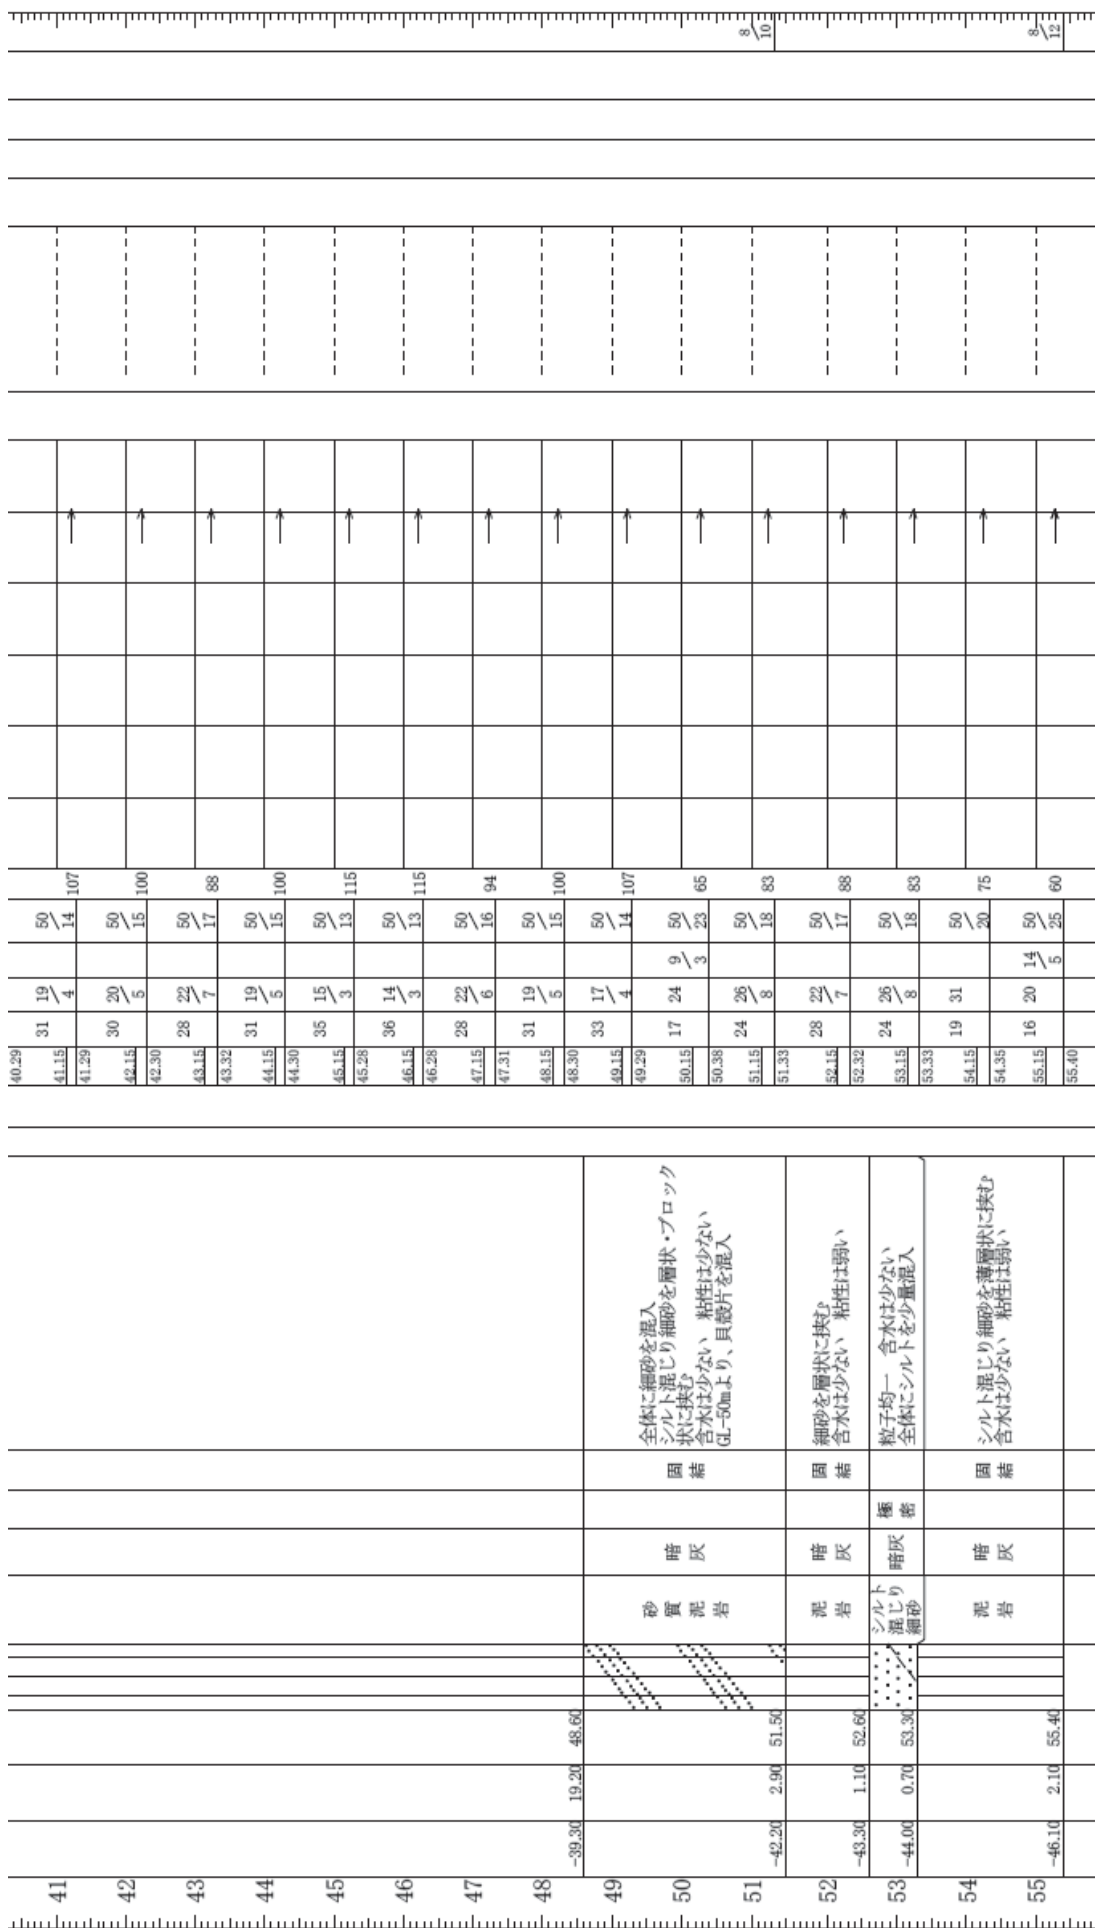 41
42
43
44
45
46
47
48
49
50
51
52
53
54
55
-39.30 19.20 48.60
-42.20 2.90 51.50
-43.30 1.10 52.60
-44.00 0.70 53.30
-46.10 2.10 55.40
砂
質
泥
岩
暗
灰
固
結
全体に細砂を混入
シルト混じり細砂を層状・ブロック
状に挟む
含水は少ない 粘性は少ない
GL-50mより、貝殻片を混入
泥
岩
暗
灰
固
結
細砂を層状に挟む
含水は少ない 粘性は弱い
シルト
混じり
細砂
暗灰
極
密
粒子均一 含水は少ない
全体にシルトを少量混入
泥
岩
暗
灰
固
結
シルト混じり細砂を薄層状に挟む
含水は少ない 粘性は弱い
40.29
41.15 31 19/4 50/14 107
41.29
42.15 30 20/5 50/15 100
42.30
43.15 28 22/7 50/17 88
43.32
44.15 31 19/5 50/15 100
44.30
45.15 35 15/3 50/13 115
45.28
46.15 36 14/3 50/13 115
46.28
47.15 28 22/6 50/16 94
47.31
48.15 31 19/5 50/15 100
48.30
49.15 33 17/4 50/14 107
49.29
50.15 17 24 9/3 50/23 65
50.38
51.15 24 26/8 50/18 83
51.33
52.15 28 22/7 50/17 88
52.32
53.15 24 26/8 50/18 83
53.33
54.15 19 31 50/20 75
54.35
55.15 16 20 14/5 50/25 60
55.40
8/10
8/12